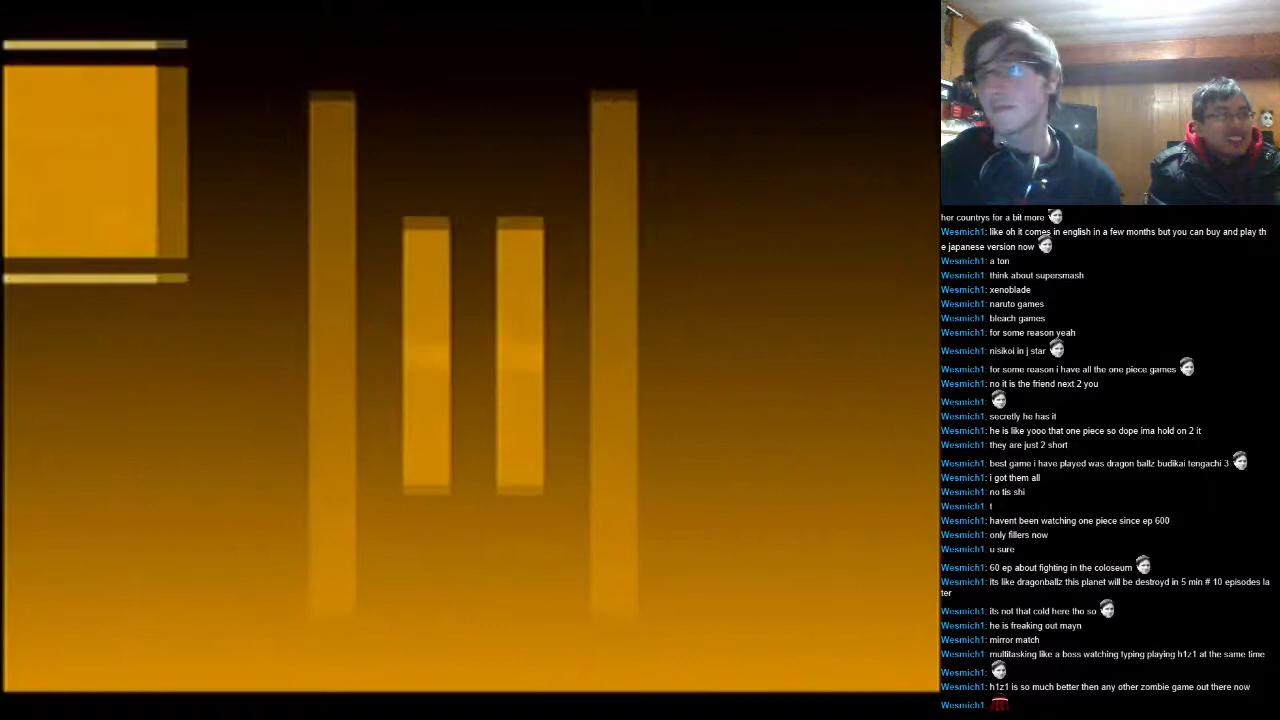 her countrys for a bit more
Wesmich1: like oh it comes in english in a few months but you can buy and play th
e japanese version now
Wesmich1: a ton
Wesmich1: think about supersmash
Wesmich1: xenoblade
Wesmich1: naruto games
Wesmich1: bleach games
Wesmich1: for some reason yeah
Wesmich1: nisikoi in j star
Wesmich1: for some reason i have all the one piece games
Wesmich1: no it is the friend next 2 you
Wesmich1:
Wesmich1: secretly he has it
Wesmich1: he is like yooo that one piece so dope ima hold on 2 it
Wesmich1: they are just 2 short
Wesmich1: best game i have played was dragon ballz budikai tengachi 3
Wesmich1: i got them all
Wesmich1: no tis shi
Wesmich1: t
Wesmich1: havent been watching one piece since ep 600
Wesmich1: only fillers now
Wesmich1: u sure
Wesmich1: 60 ep about fighting in the coloseum
Wesmich1: its like dragonballz this planet will be destroyd in 5 min # 10 episodes la
ter
Wesmich1: its not that cold here tho so
Wesmich1: he is freaking out mayn
Wesmich1: mirror match
Wesmich1: multitasking like a boss watching typing playing h1z1 at the same time
Wesmich1:
Wesmich1: h1z1 is so much better then any other zombie game out there now
Wesmich1: